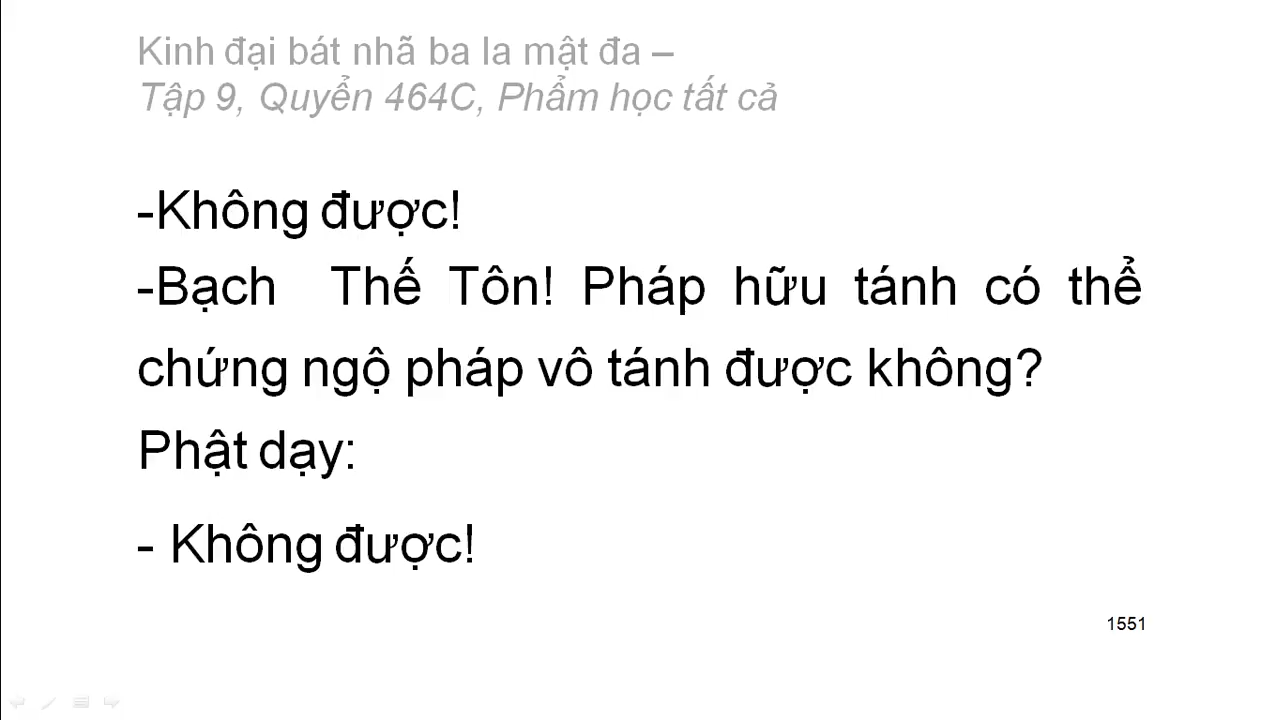 Kinh đại bát nhã ba la mật đa –
Tập 9, Quyển 464C, Phẩm học tất cả
-Không được!
-Bạch Thế Tôn! Pháp hữu tánh có thể
chứng ngộ pháp vô tánh được không?
Phật dạy:
- Không được!
1551